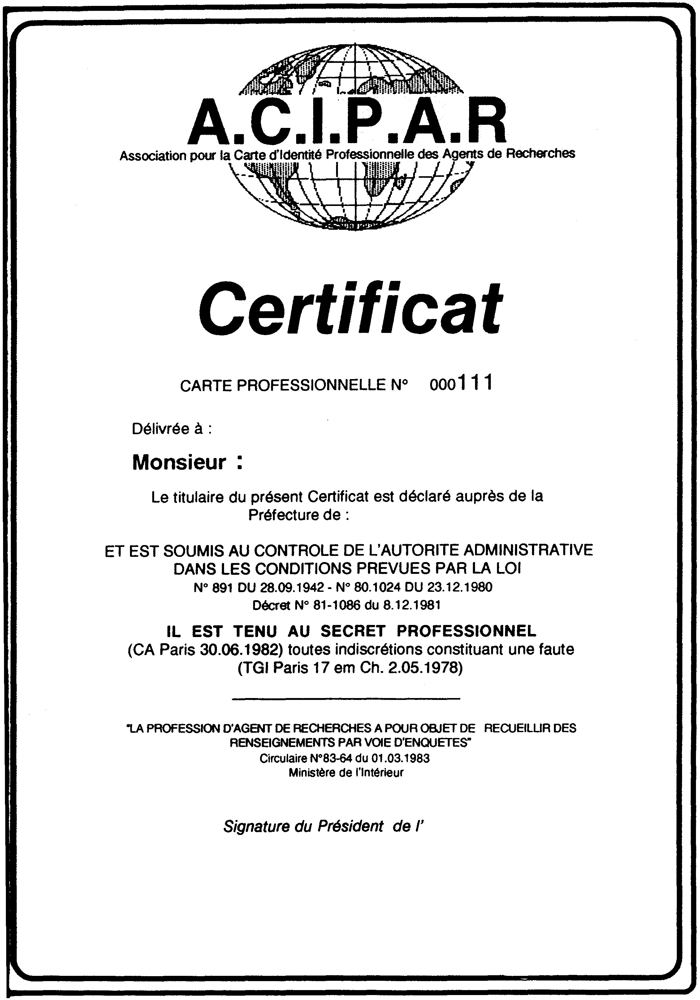 A.C.I.P.A.R
Association pour la Carte d'Identité Professionnelle des Agents de Recherches
Certificat
CARTE PROFESSIONNELLE N° 000111
Délivrée à :
Monsieur :
Le titulaire du présent Certificat est déclaré auprès de la
Préfecture de :
ET EST SOUMIS AU CONTROLE DE L'AUTORITE ADMINISTRATIVE
DANS LES CONDITIONS PREVUES PAR LA LOI
N° 891 DU 28.09.1942 - N° 80.1024 DU 23.12.1980
Décret N° 81-1086 du 8.12.1981
IL EST TENU AU SECRET PROFESSIONNEL
(CA Paris 30.06.1982) toutes indiscrétions constituant une faute
(TGI Paris 17 em Ch. 2.05.1978)
"LA PROFESSION D'AGENT DE RECHERCHES A POUR OBJET DE RECUEILLIR DES
RENSEIGNEMENTS PAR VOIE D'ENQUETES"
Circulaire N°83-64 du 01.03.1983
Ministère de l'Intérieur
Signature du Président de l'